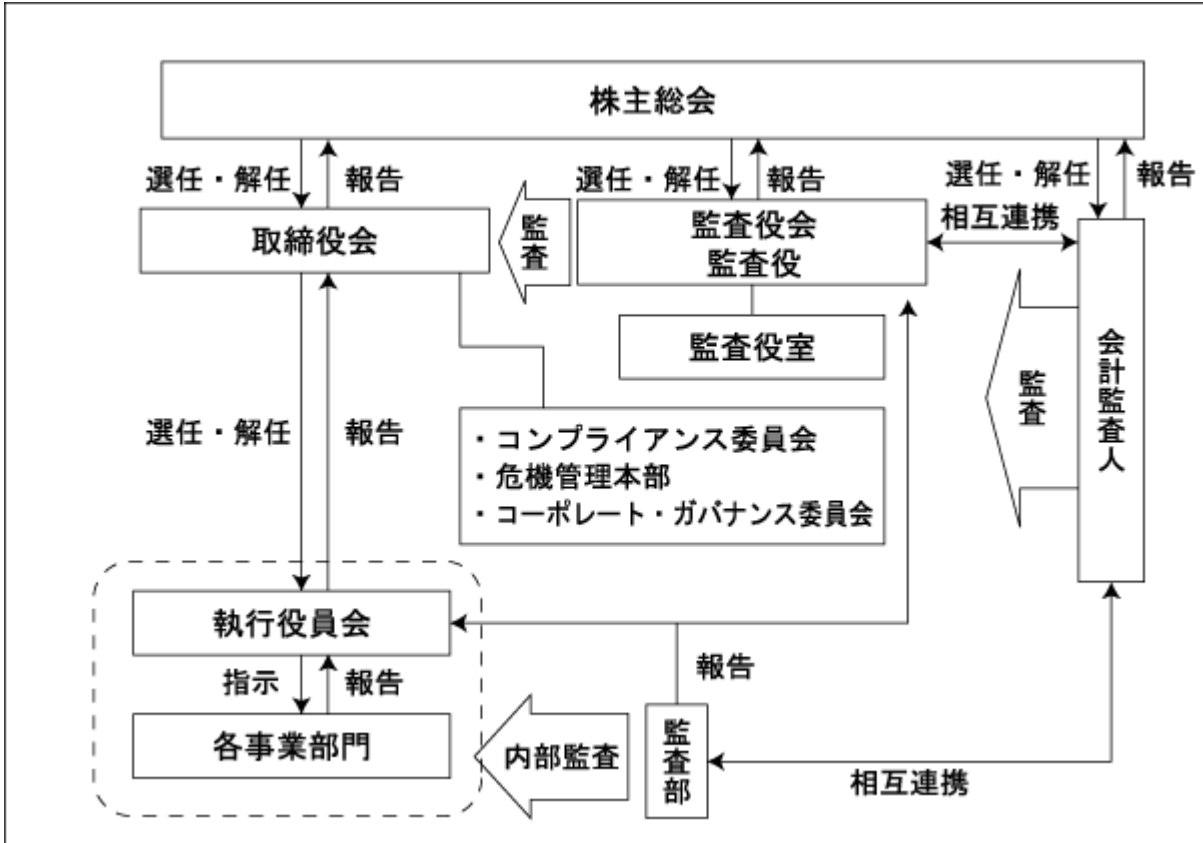 株主総会
選任・解任
報告
選任・解任
報告
選任・解任
報告
取締役会
監査
監査役会
監査役
相互連携
監査役室
会計監査人
監査
選任・解任
報告
・コンプライアンス委員会
・危機管理本部
・コーポレート・ガバナンス委員会
執行役員会
指示
報告
報告
各事業部門
内部監査
監査部
相互連携